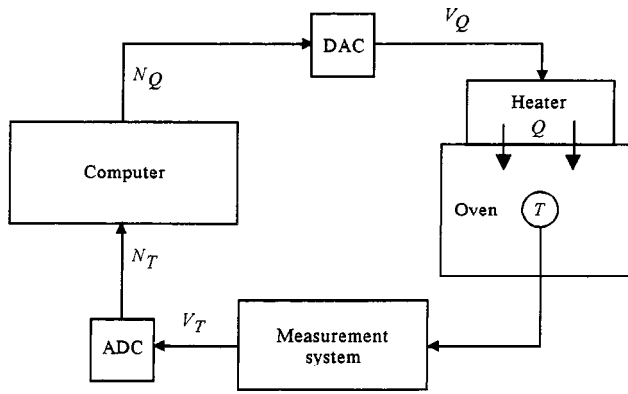 V_Q
DAC
N_Q
Heater
Q
Computer
Oven
T
N_T
V_T
Measurement
system
ADC